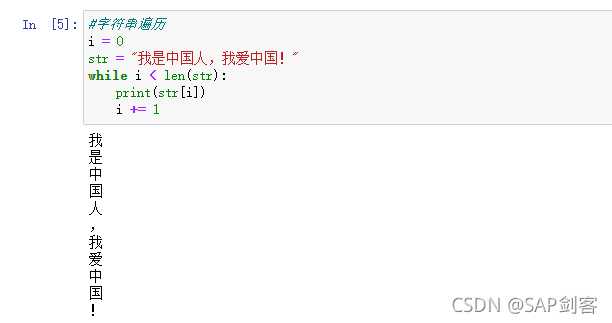 In [5]: #字符串遍历
i = 0
str = "我是中国人，我爱中国！"
while i < len(str):
    print(str[i])
    i += 1
我
是
中
国
人
，
我
爱
中
国
！
CSDN @SAP剑客